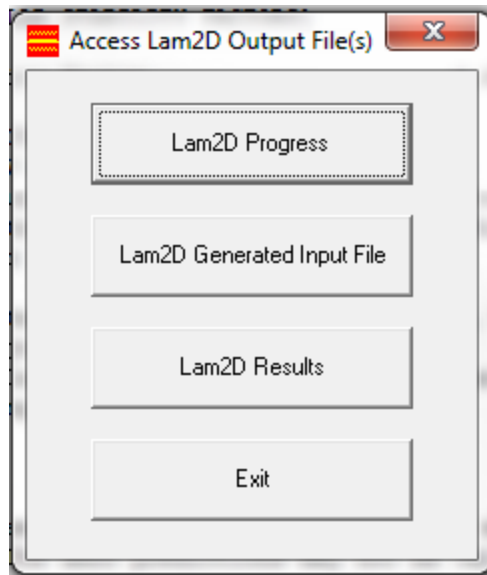 Access Lam2D Output File(s)
Lam2D Progress
Lam2D Generated Input File
Lam2D Results
Exit